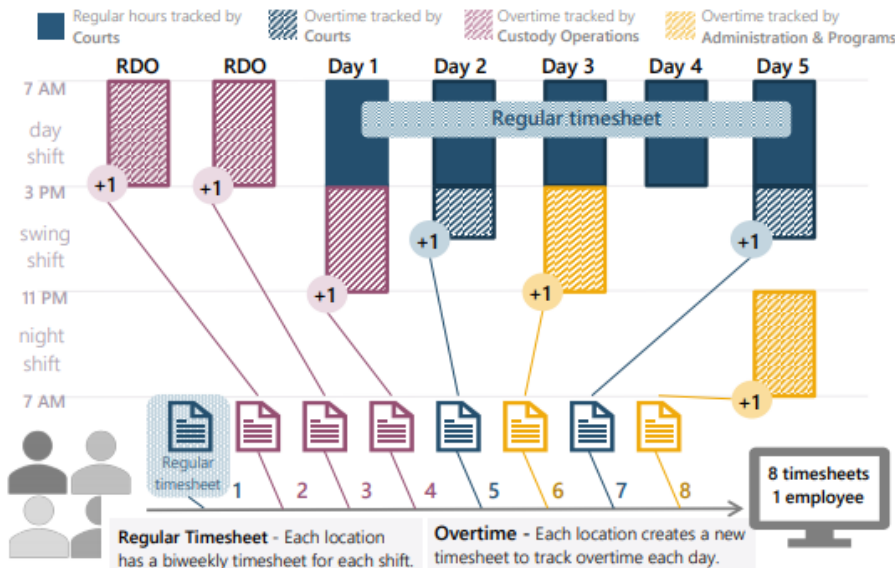 Regular hours tracked by
Courts
Overtime tracked by
Courts
Overtime tracked by
Custody Operations
Overtime tracked by
Administration & Programs
RDO
RDO
Day 1
Day 2
Day 3
Day 4
Day 5
7 AM
day
shift
Regular timesheet
+1
+1
3 PM
swing
shift
+1
+1
+1
+1
11 PM
night
shift
7 AM
+1
Regular
timesheet
1
2
3
4
5
6
7
8
8 timesheets
1 employee
Regular Timesheet - Each location
has a biweekly timesheet for each shift.
Overtime - Each location creates a new
timesheet to track overtime each day.